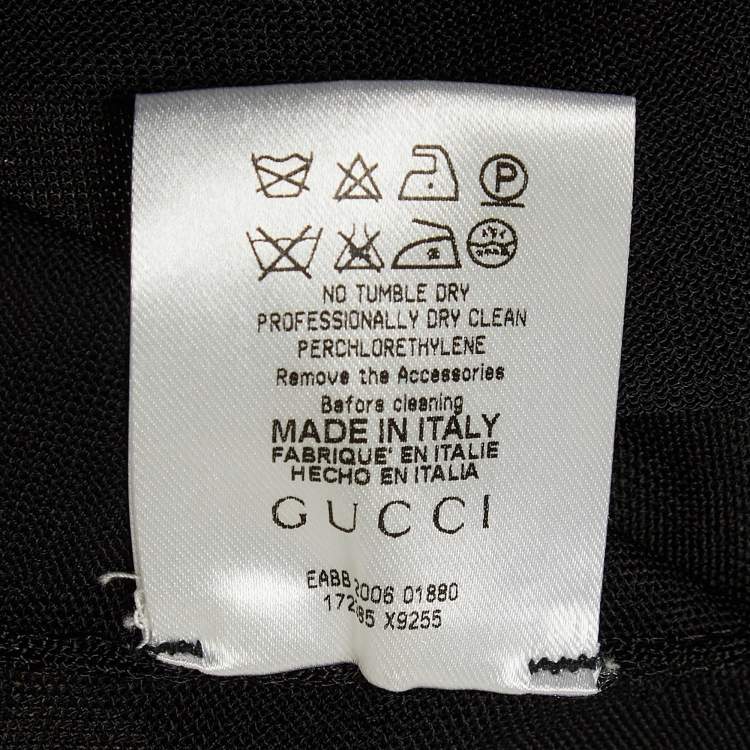 P
NO TUMBLE DRY
PROFESSIONALLY DRY CLEAN
PERCHLORETHYLENE
Remove the Accessories
Before cleaning
MADE IN ITALY
FABRIQUE' EN ITALIE
HECHO EN ITALIA
GUCCI
EABB 2006 01880
X9255